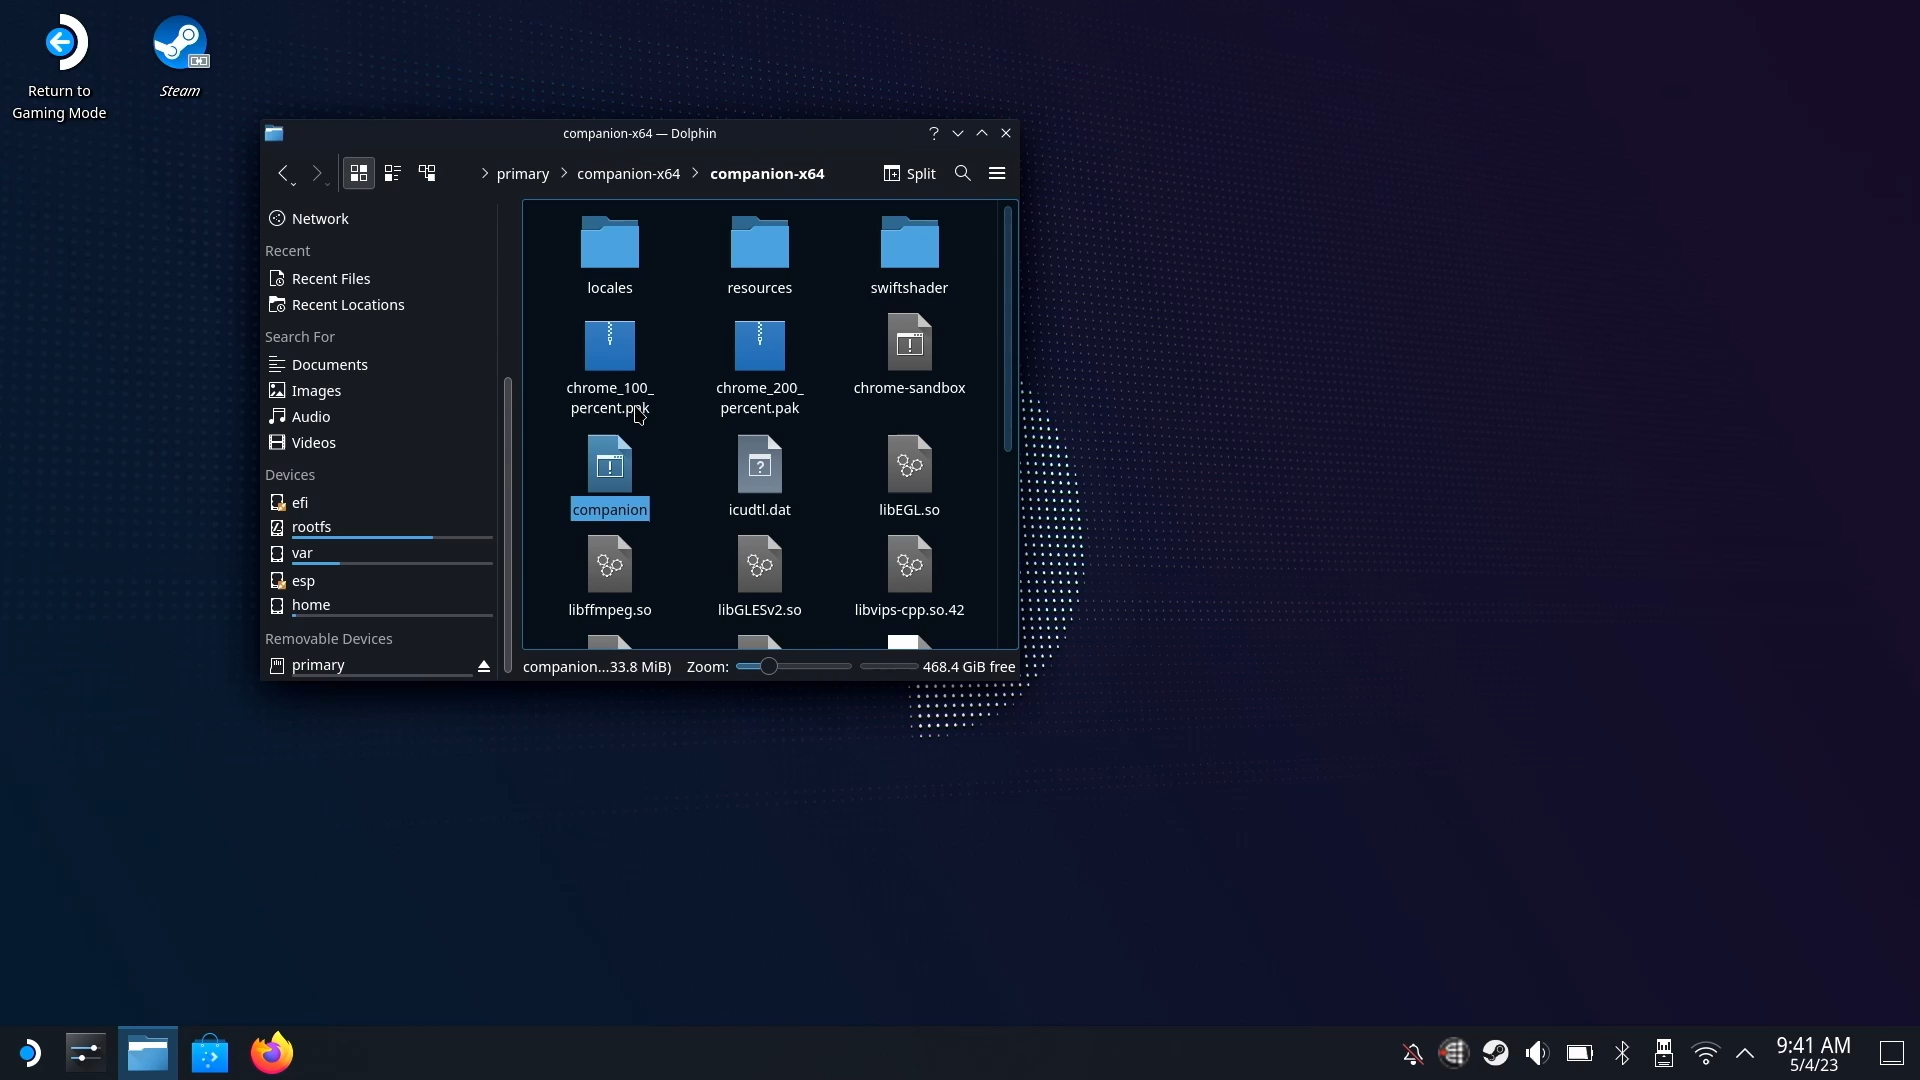 Return to
Gaming Mode
Steam
companion-x64 — Dolphin
primary
companion-x64
companion-x64
Split
Network
Recent
Recent Files
Recent Locations
Search For
Documents
Images
Audio
Videos
Devices
efi
rootfs
var
esp
home
Removable Devices
primary
locales
resources
swiftshader
chrome_100_
percent.pak
chrome_200_
percent.pak
chrome-sandbox
companion
icudtl.dat
libEGL.so
libffmpeg.so
libGLESv2.so
libvips-cpp.so.42
companion...33.8 MiB)
Zoom:
468.4 GiB free
9:41 AM
5/4/23